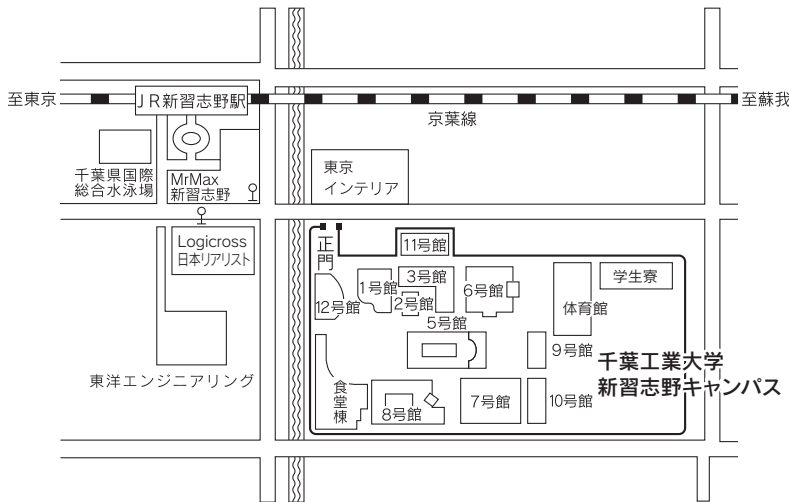 至東京
JR新習志野駅
至蘇我
京葉線
千葉県国際
総合水泳場
MrMax
新習志野
東京
インテリア
Logicross
日本リアリスト
正門
11号館
1号館
3号館
2号館
6号館
学生寮
12号館
体育館
5号館
9号館
千葉工業大学
新習志野キャンパス
東洋エンジニアリング
食堂棟
8号館
7号館
10号館